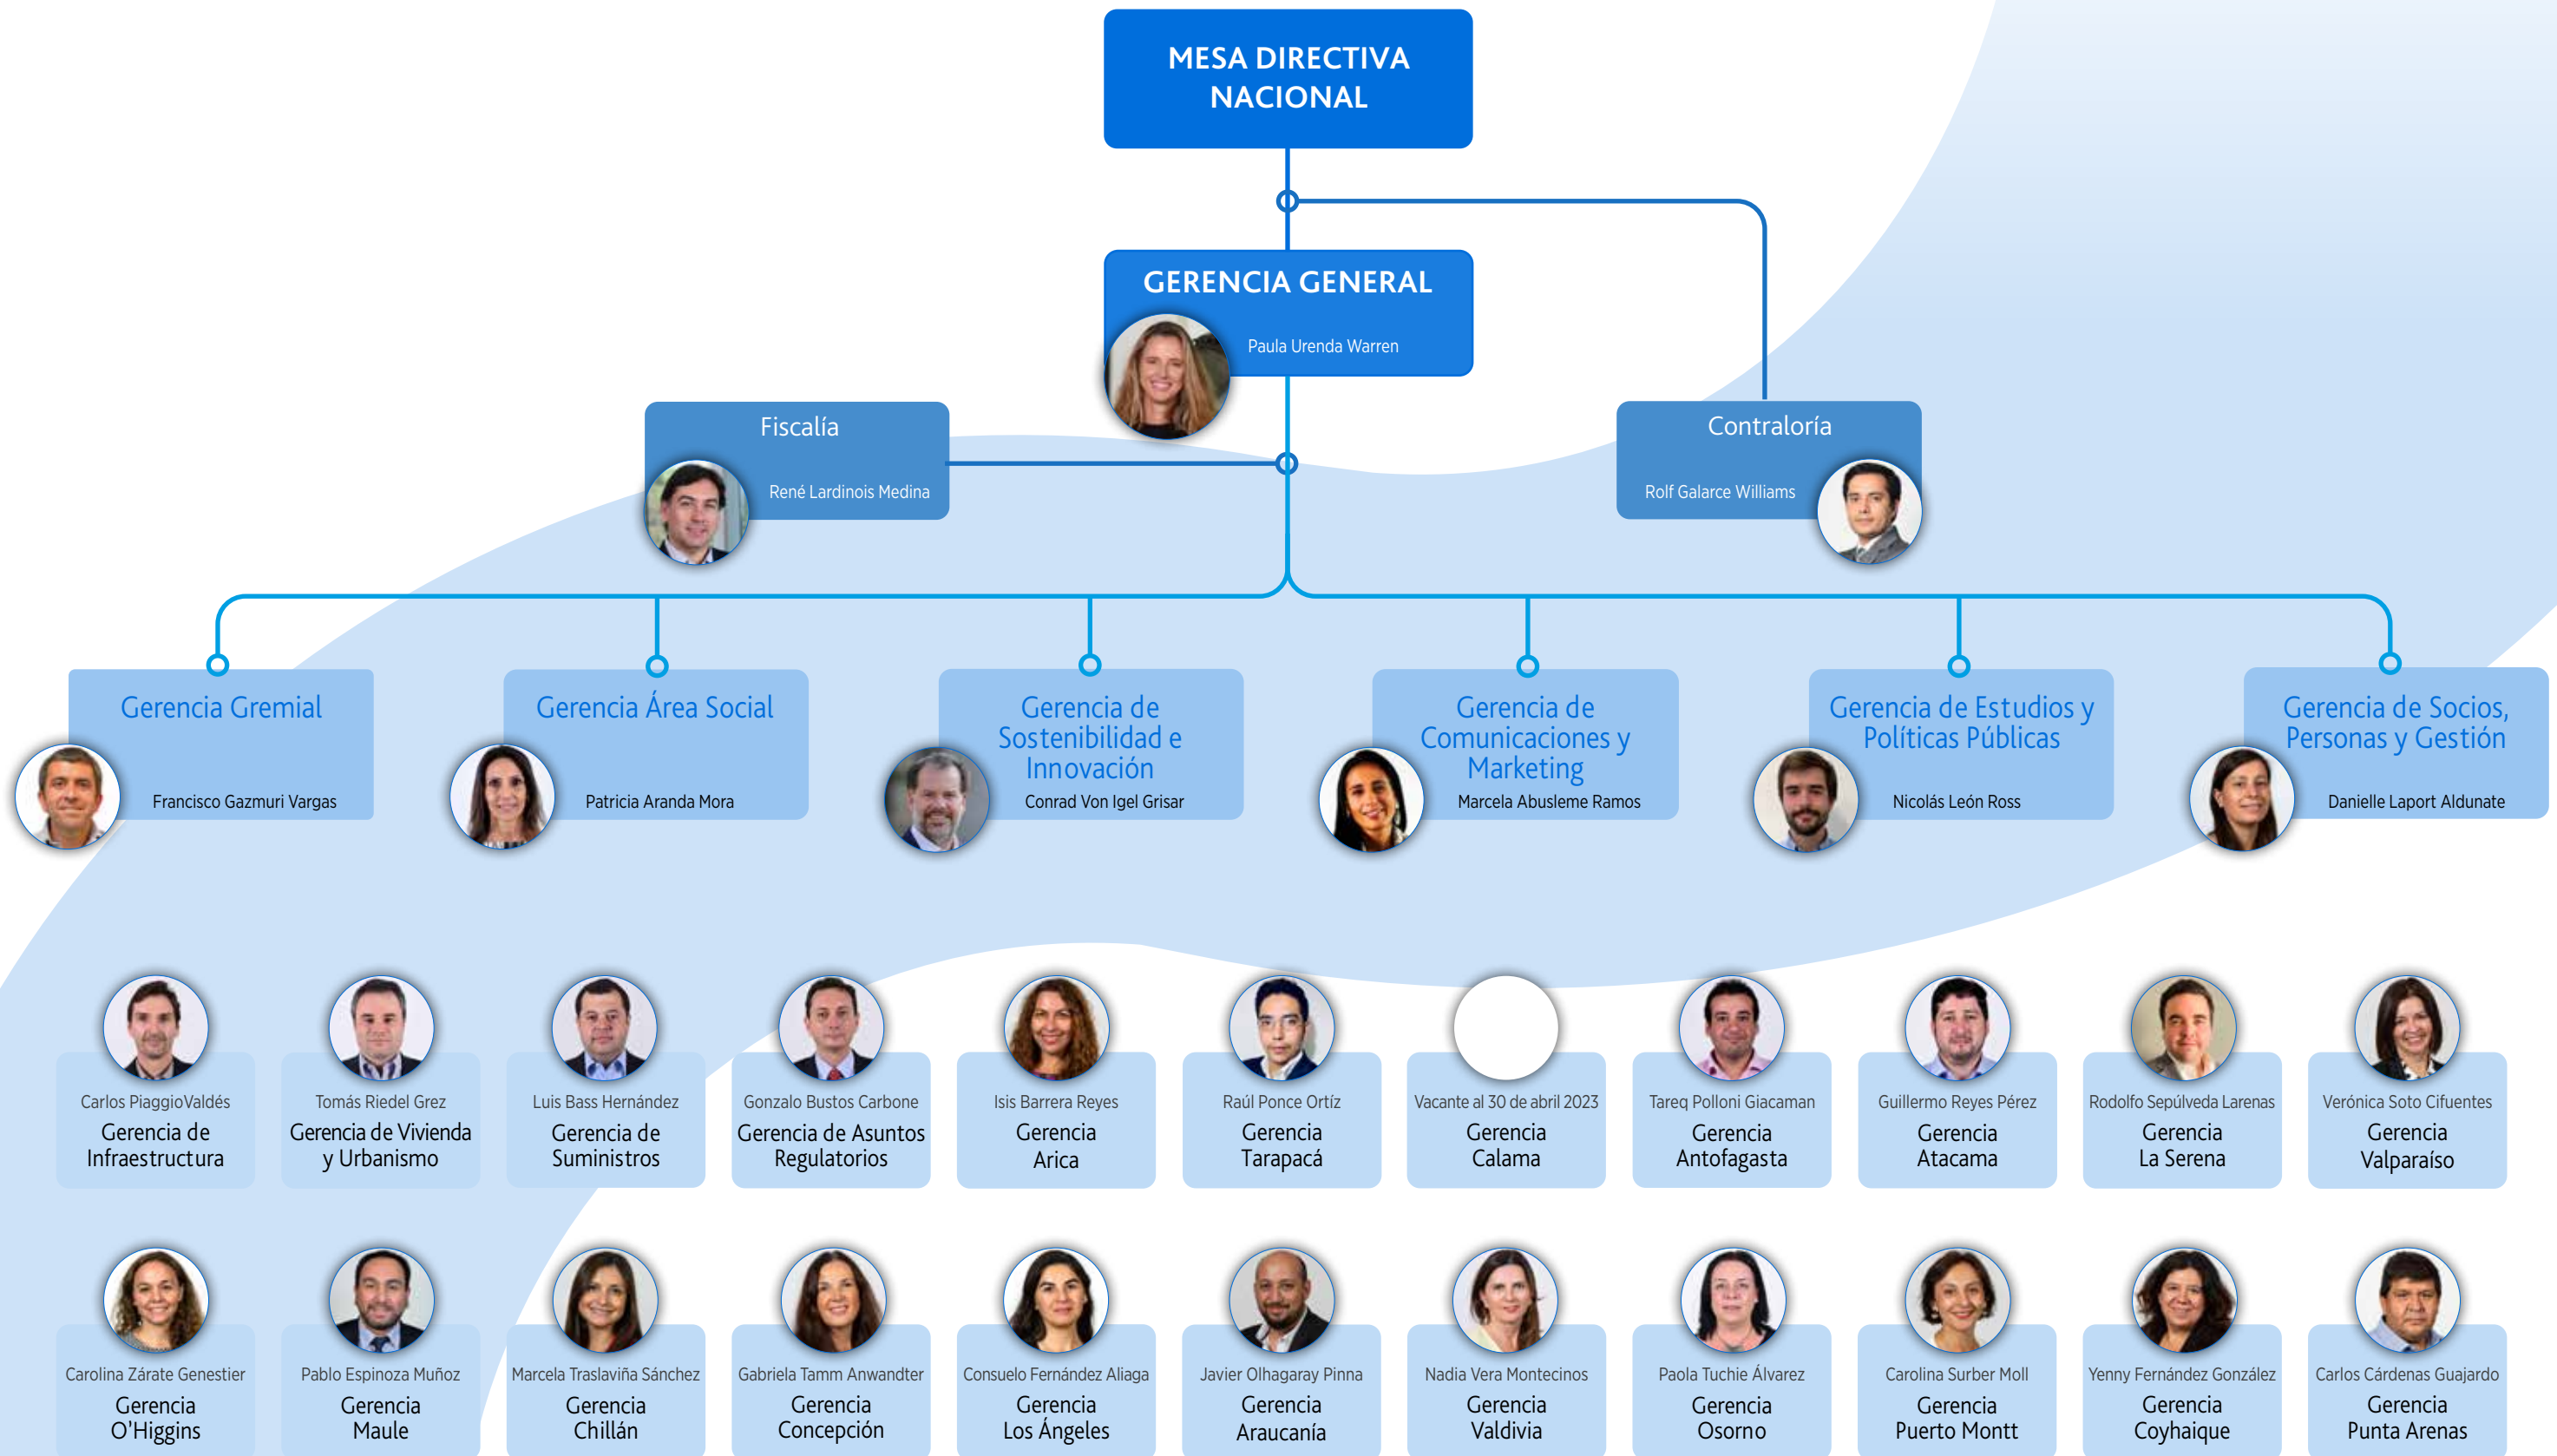 MESA DIRECTIVA
NACIONAL
GERENCIA GENERAL
Paula Urenda Warren
Fiscalía
René Lardinois Medina
Contraloría
Rolf Galarce Williams
Gerencia Gremial
Francisco Gazmuri Vargas
Gerencia Área Social
Patricia Aranda Mora
Gerencia de
Sostenibilidad e
Innovación
Conrad Von Igel Grisar
Gerencia de
Comunicaciones y
Marketing
Marcela Abusleme Ramos
Gerencia de Estudios y
Políticas Públicas
Nicolás León Ross
Gerencia de Socios,
Personas y Gestión
Danielle Laport Aldunate
Carlos PiaggioValdés
Gerencia de
Infraestructura
Tomás Riedel Grez
Gerencia de Vivienda
y Urbanismo
Luis Bass Hernández
Gerencia de
Suministros
Gonzalo Bustos Carbone
Gerencia de Asuntos
Regulatorios
Isis Barrera Reyes
Gerencia
Arica
Raúl Ponce Ortíz
Gerencia
Tarapacá
Vacante al 30 de abril 2023
Gerencia
Calama
Tareq Polloni Giacaman
Gerencia
Antofagasta
Guillermo Reyes Pérez
Gerencia
Atacama
Rodolfo Sepúlveda Larenas
Gerencia
La Serena
Verónica Soto Cifuentes
Gerencia
Valparaíso
Carolina Zárate Genestier
Gerencia
O'Higgins
Pablo Espinoza Muñoz
Gerencia
Maule
Marcela Traslaviña Sánchez
Gerencia
Chillán
Gabriela Tamm Anwandter
Gerencia
Concepción
Consuelo Fernández Aliaga
Gerencia
Los Ángeles
Javier Olhagaray Pinna
Gerencia
Araucanía
Nadia Vera Montecinos
Gerencia
Valdivia
Paola Tuchie Álvarez
Gerencia
Osorno
Carolina Surber Moll
Gerencia
Puerto Montt
Yenny Fernández González
Gerencia
Coyhaique
Carlos Cárdenas Guajardo
Gerencia
Punta Arenas